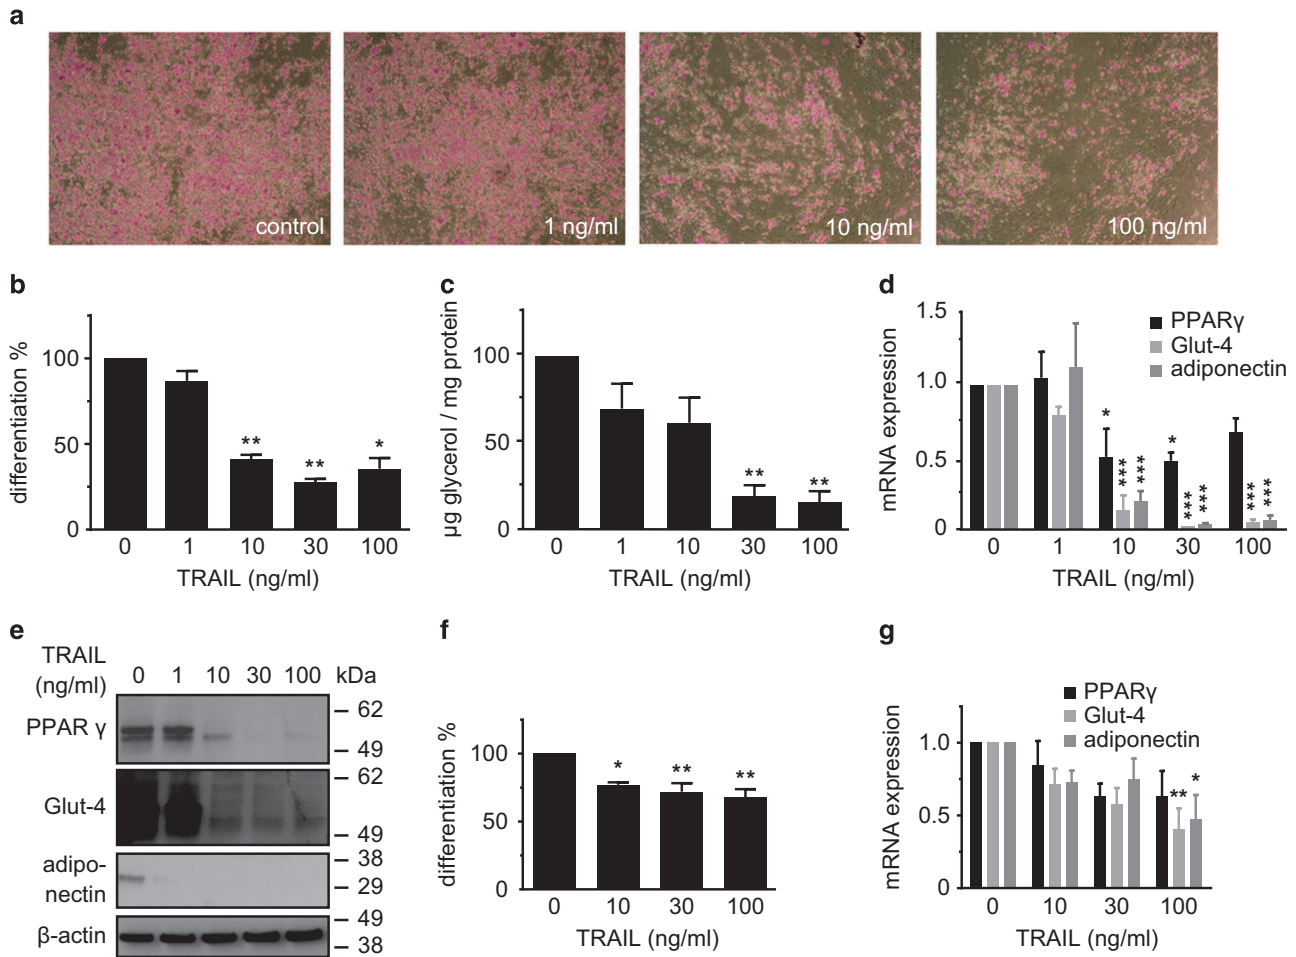 a
control
1 ng/ml
10 ng/ml
100 ng/ml
b
differentiation %
100
50
0
** ** *
0 1 10 30 100
TRAIL (ng/ml)
c
µg glycerol / mg protein
100
50
0
** **
0 1 10 30 100
TRAIL (ng/ml)
d
mRNA expression
1.5
1.0
0.5
0
PPARγ
Glut-4
adiponectin
* *** *** * *** *** *** ***
0 1 10 30 100
TRAIL (ng/ml)
e
TRAIL
(ng/ml)
0 1 10 30 100 kDa
PPAR γ
62
49
Glut-4
62
49
adipo-
nectin
38
29
β-actin
49
38
f
differentiation %
100
50
0
* ** **
0 10 30 100
TRAIL (ng/ml)
g
mRNA expression
1.0
0.5
0
PPARγ
Glut-4
adiponectin
** *
0 10 30 100
TRAIL (ng/ml)